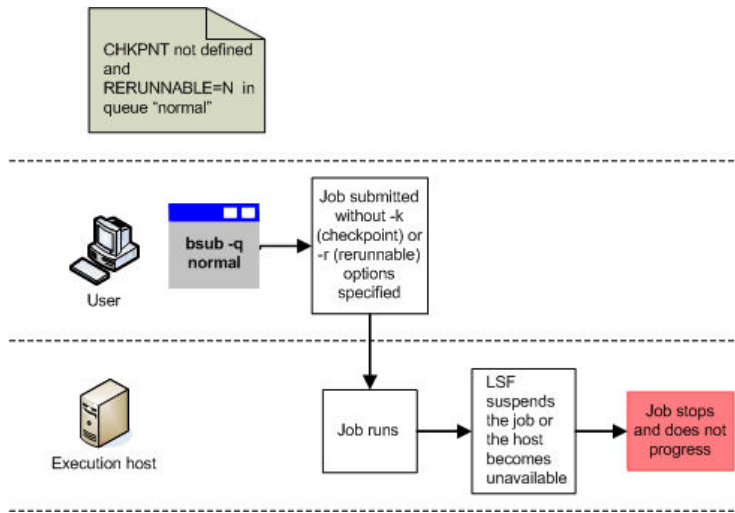 CHKPNT not defined
and
RERUNNABLE=N in
queue “normal”
Job submitted
without -k
(checkpoint) or
-r (rerunnable)
options
specified
bsub -q
normal
User
LSF
suspends
the job or
the host
becomes
unavailable
Job runs
Job stops
and does not
progress
Execution host